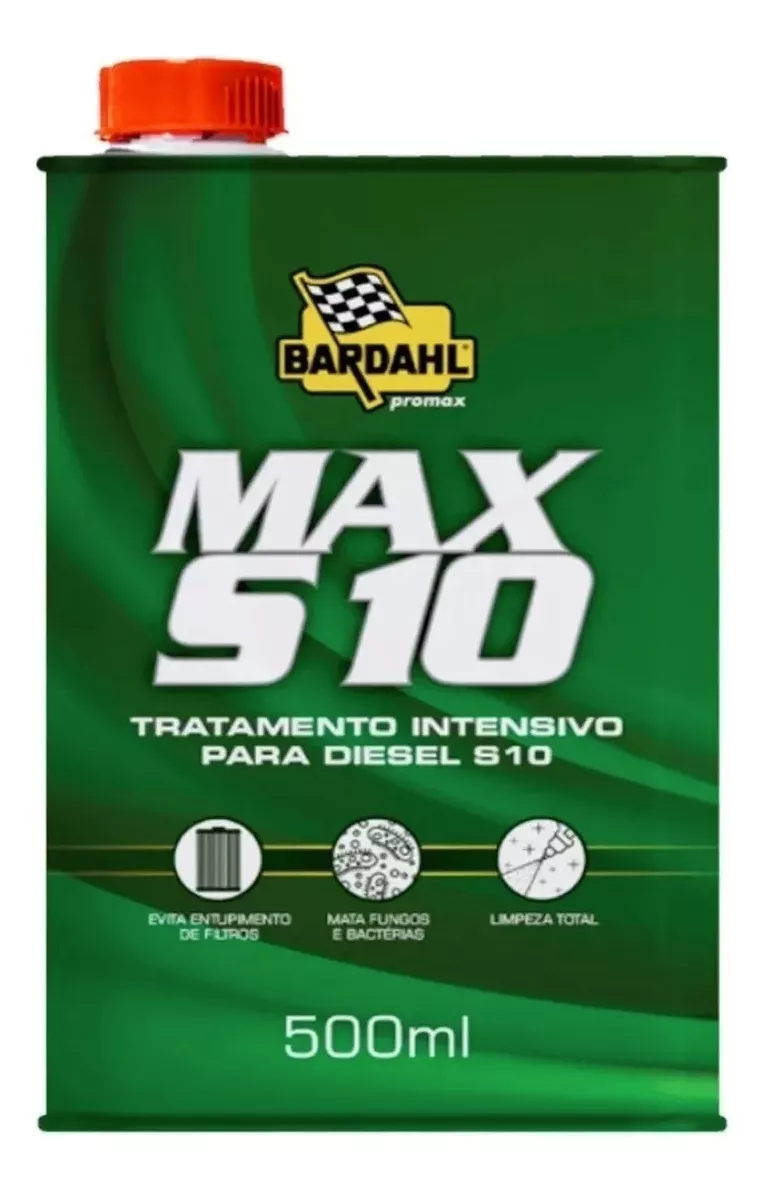 BARDAHL
promax
MAX
S10
TRATAMENTO INTENSIVO
PARA DIESEL S10
EVITA ENTUPIMENTO
DE FILTROS
MATA FUNGOS
E BACTÉRIAS
LIMPEZA TOTAL
500ml